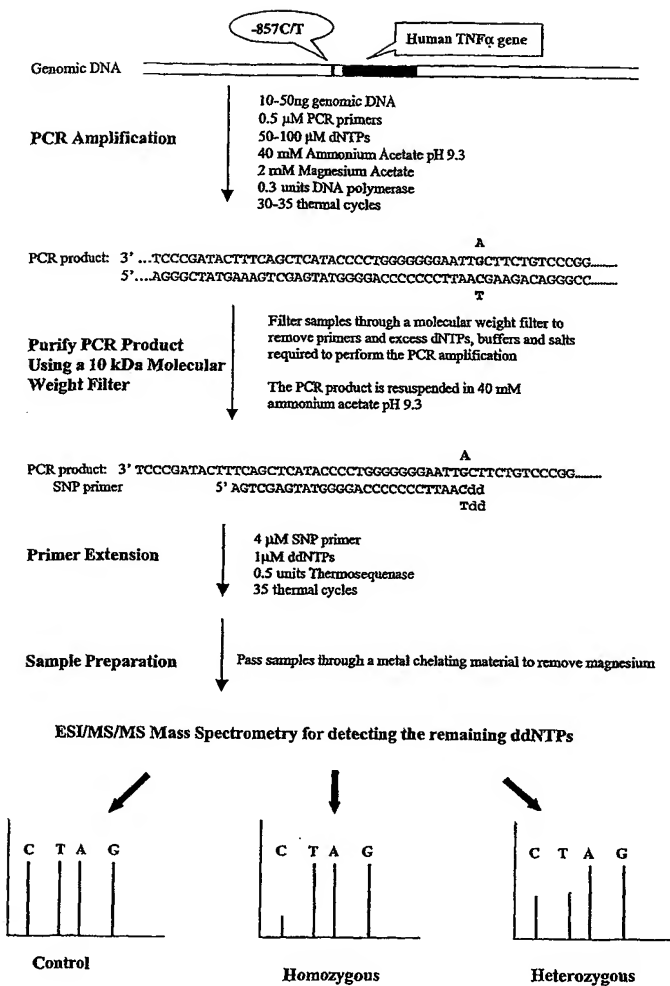 -857C/T
Human TNFα gene
Genomic DNA
PCR Amplification
10-50ng genomic DNA
0.5 μM PCR primers
50-100 μM dNTPs
40 mM Ammonium Acetate pH 9.3
2 mM Magnesium Acetate
0.3 units DNA polymerase
30-35 thermal cycles
A
PCR product: 3' ...TCCCGATACTTTCAGCTCATACCCCTGGGGGGGAATTGCTTCTGTCCCGG........
5'....AGGGCTATGAAAGTCGAGTATGGGGACCCCCCCTTAACGAAGACAGGGCC........
T
Purify PCR Product
Using a 10 kDa Molecular
Weight Filter
Filter samples through a molecular weight filter to
remove primers and excess dNTPs, buffers and salts
required to perform the PCR amplification
The PCR product is resuspended in 40 mM
ammonium acetate pH 9.3
A
PCR product: 3' TCCCGATACTTTCAGCTCATACCCCTGGGGGGGAATTGCTTCTGTCCCGG........
SNP primer 5' AGTCGAGTATGGGGACCCCCCCTTAACdd
Tdd
Primer Extension
4 μM SNP primer
1μM ddNTPs
0.5 units Thermosequenase
35 thermal cycles
Sample Preparation
Pass samples through a metal chelating material to remove magnesium
ESI/MS/MS Mass Spectrometry for detecting the remaining ddNTPs
C T A G
C T A G
C T A G
Control
Homozygous
Heterozygous